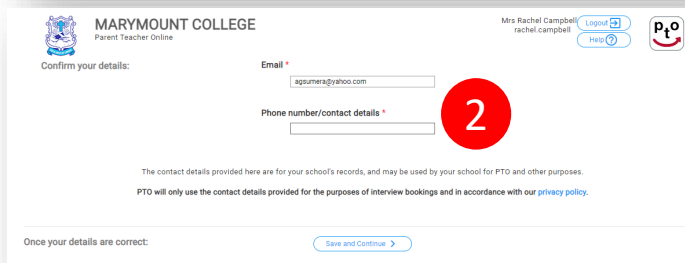 MARYMOUNT COLLEGE
Parent Teacher Online
Mrs Rachel Campbell
rachel.campbell
Logout
Help ?
pto
Confirm your details:
Email *
agsumera@yahoo.com
Phone number/contact details *
2
The contact details provided here are for your school's records, and may be used by your school for PTO and other purposes.
PTO will only use the contact details provided for the purposes of interview bookings and in accordance with our privacy policy.
Once your details are correct:
Save and Continue >